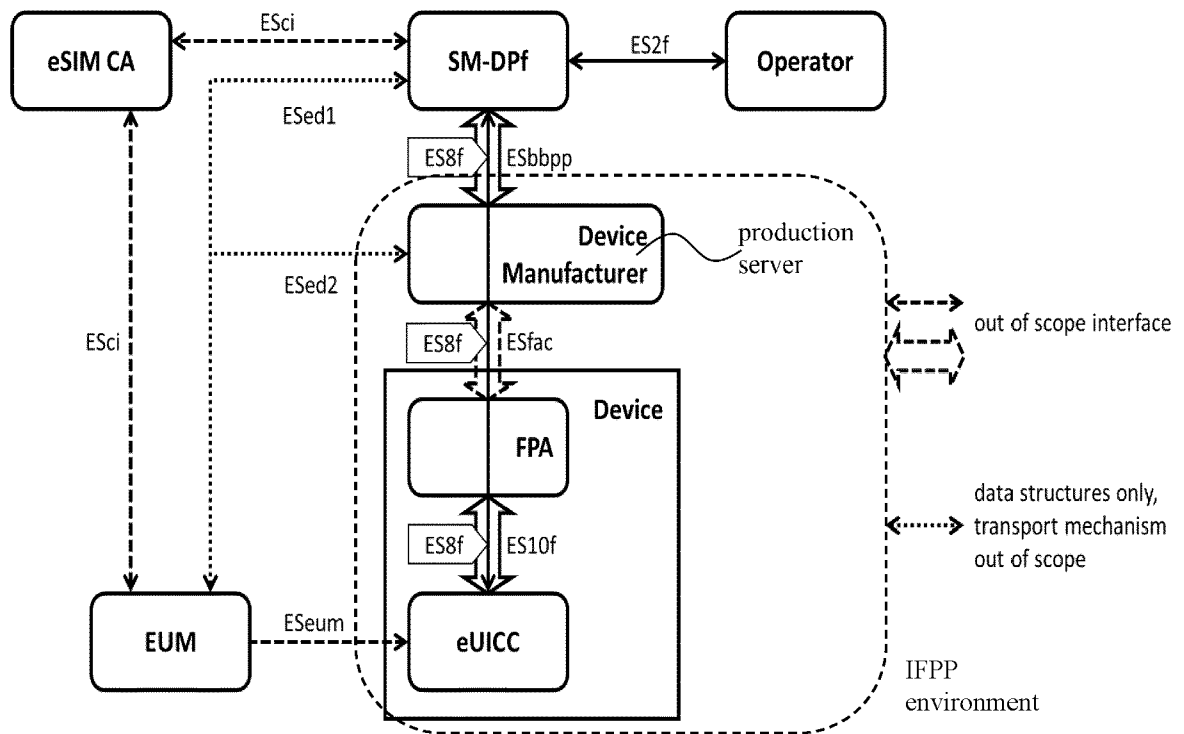 eSIM CA
ESci
SM-DPf
ES2f
Operator
ESed1
ES8f
ESbbpp
Device
Manufacturer
production
server
ESed2
ESci
ES8f
ESfac
out of scope interface
Device
FPA
data structures only,
transport mechanism
out of scope
ES8f
ES10f
EUM
ESeum
eUICC
IFPP
environment